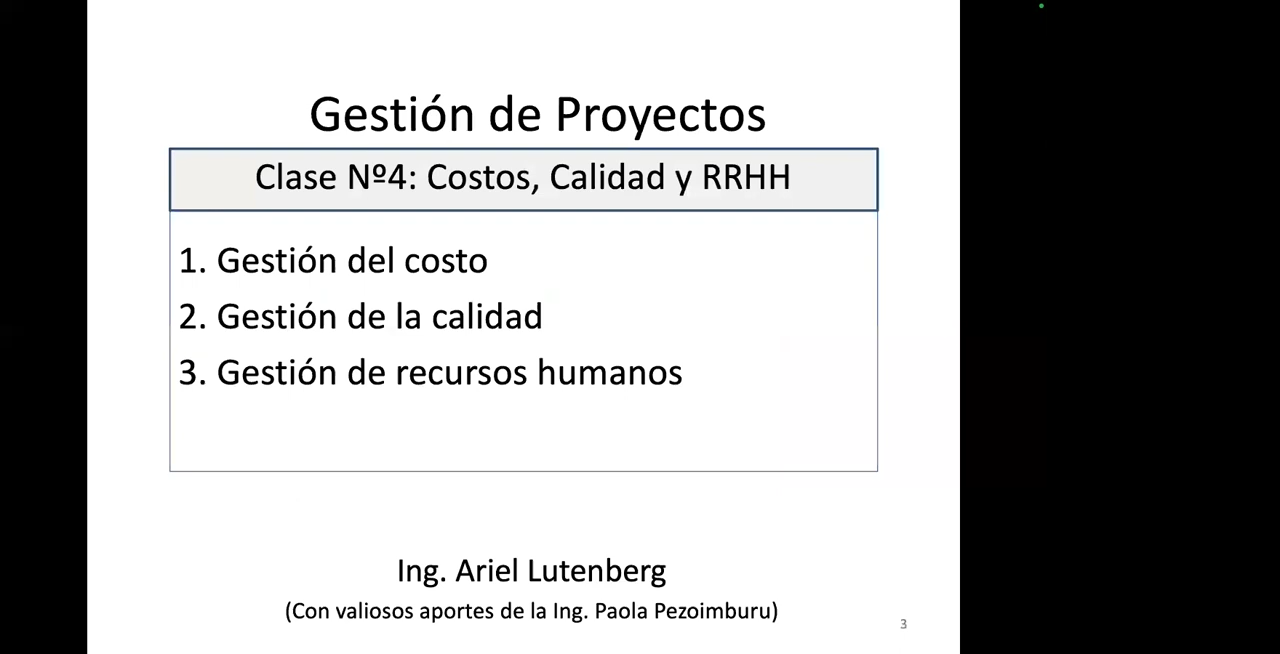 Gestión de Proyectos
Clase Nº4: Costos, Calidad y RRHH
1. Gestión del costo
2. Gestión de la calidad
3. Gestión de recursos humanos
Ing. Ariel Lutenberg
(Con valiosos aportes de la Ing. Paola Pezoimburu)
3